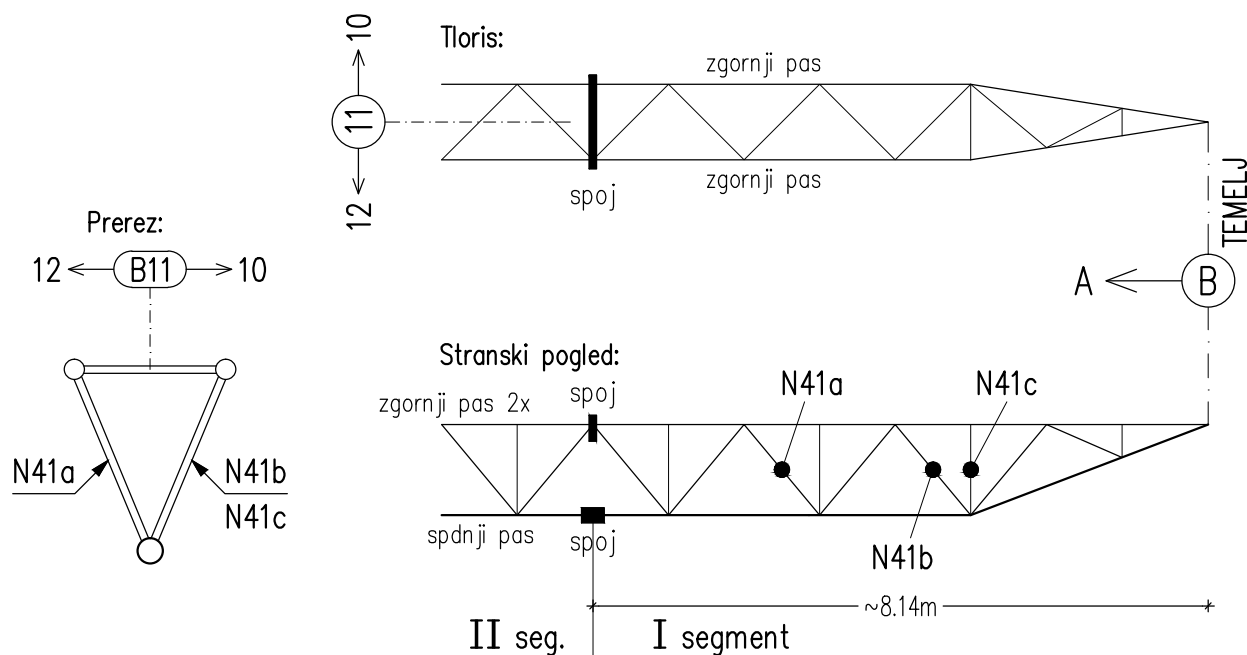 Tloris:
10
11
12
zgornji pas
zgornji pas
spoj
TEMELJ
A
B
Prerez:
12
B11
10
N41a
N41b
N41c
Stranski pogled:
spoj
zgornji pas 2x
N41a
N41c
spdnji pas
spoj
N41b
~8.14m
II seg.
I segment